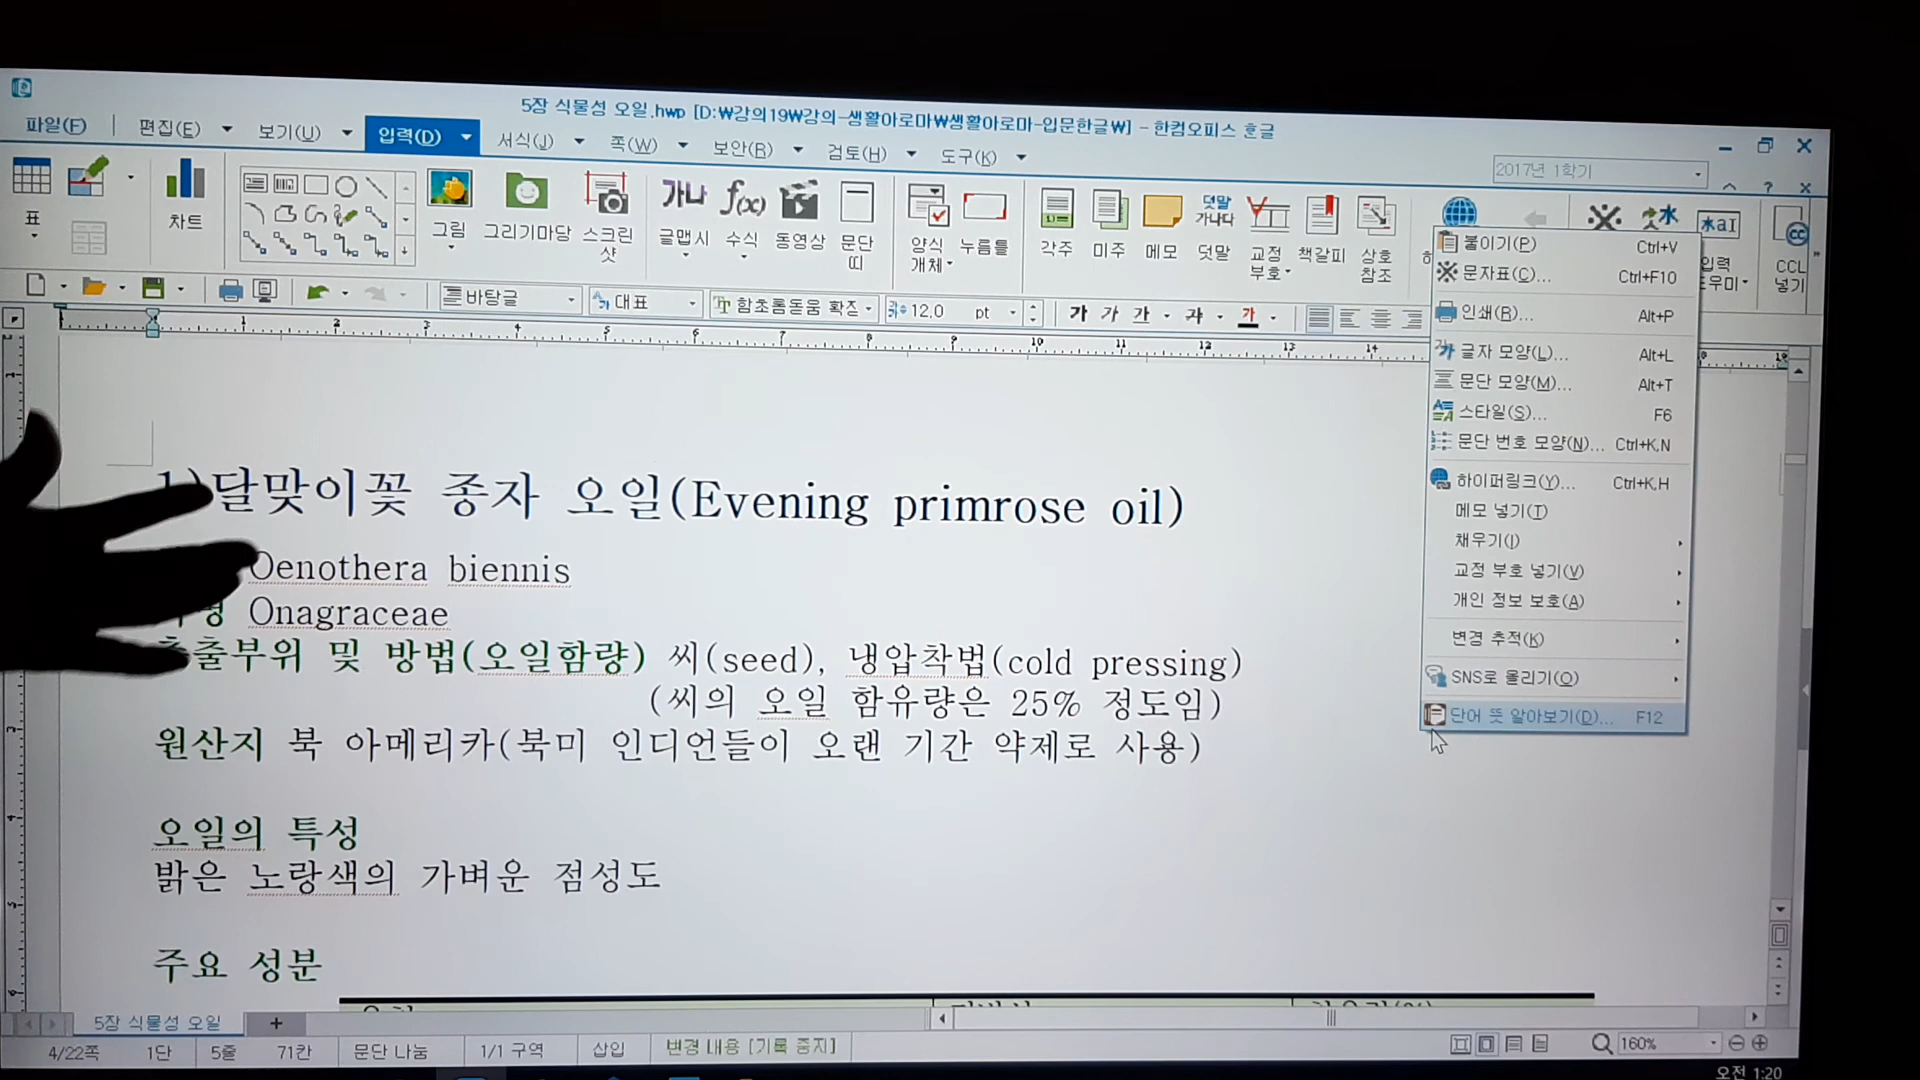 5장 식물성 오일.hwp [D:₩강의19₩강의-생활아로마₩생활아로마-입문한글₩] - 한컴오피스 한글
파일(F) 편집(E) 보기(U) 입력(D) 서식(J) 쪽(W) 보안(R) 검토(H) 도구(K)
2017년 1학기
표 차트 그림 그리기마당 스크린샷 글맵시 수식 동영상 문단 띠 양식 개체 누름틀 각주 미주 메모 덧말 교정 부호 책갈피 상호 참조 CCL 넣기
바탕글 대표 함초롬돋움 확장 12.0 pt 가 가 가 가 가
붙이기(P) Ctrl+V
문자표(C)... Ctrl+F10
인쇄(R)... Alt+P
글자 모양(L)... Alt+L
문단 모양(M)... Alt+T
스타일(S)... F6
문단 번호 모양(N)... Ctrl+K,N
하이퍼링크(Y)... Ctrl+K,H
메모 넣기(T)
채우기(I)
교정 부호 넣기(V)
개인 정보 보호(A)
변경 추적(K)
SNS로 올리기(O)
단어 뜻 알아보기(D)... F12
1)달맞이꽃 종자 오일(Evening primrose oil)
Oenothera biennis
Onagraceae
추출부위 및 방법(오일함량) 씨(seed), 냉압착법(cold pressing)
(씨의 오일 함유량은 25% 정도임)
원산지 북 아메리카(북미 인디언들이 오랜 기간 약제로 사용)
오일의 특성
밝은 노랑색의 가벼운 점성도
주요 성분
5장 식물성 오일
4/22쪽 1단 5줄 71칸 문단 나눔 1/1 구역 삽입 변경 내용 [기록 중지] 160%
오전 1:20